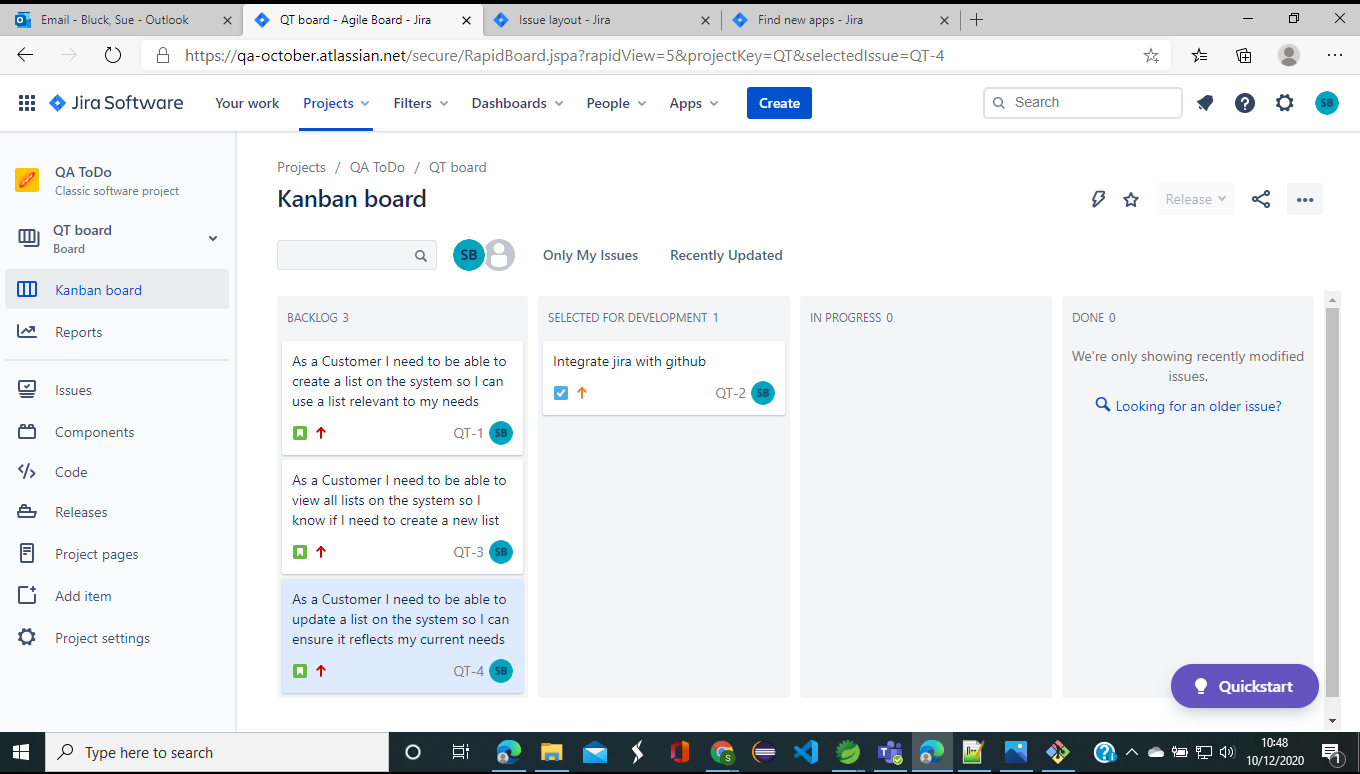 Email - Bluck, Sue - Outlook
QT board - Agile Board - Jira
Issue layout - Jira
Find new apps - Jira
https://qa-october.atlassian.net/secure/RapidBoard.jspa?rapidView=5&projectKey=QT&selectedIssue=QT-4
Jira Software
Your work
Projects
Filters
Dashboards
People
Apps
Create
Search
SB
QA ToDo
Classic software project
QT board
Board
Kanban board
Reports
Issues
Components
Code
Releases
Project pages
Add item
Project settings
Projects / QA ToDo / QT board
Kanban board
Release
SB
Only My Issues
Recently Updated
BACKLOG 3
As a Customer I need to be able to
create a list on the system so I can
use a list relevant to my needs
QT-1 SB
As a Customer I need to be able to
view all lists on the system so I
know if I need to create a new list
QT-3 SB
As a Customer I need to be able to
update a list on the system so I can
ensure it reflects my current needs
QT-4 SB
SELECTED FOR DEVELOPMENT 1
Integrate jira with github
QT-2 SB
IN PROGRESS 0
DONE 0
We're only showing recently modified
issues.
Looking for an older issue?
Quickstart
Type here to search
10:48
10/12/2020
1